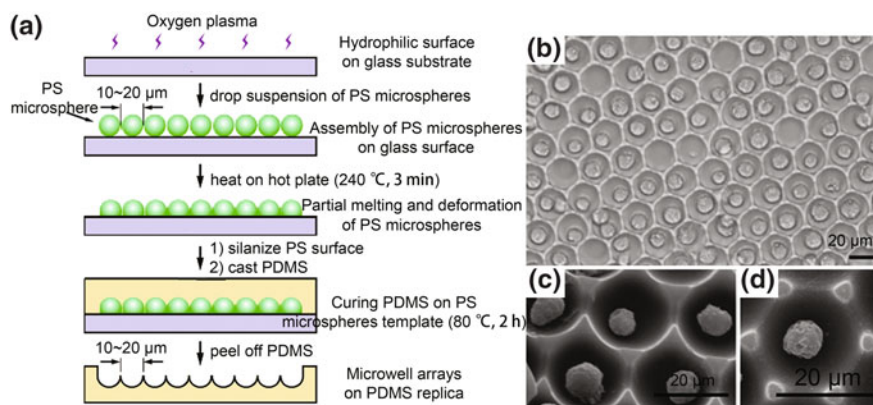 (a)
Oxygen plasma
Hydrophilic surface
on glass substrate
PS
microsphere
10~20 µm
drop suspension of PS microspheres
Assembly of PS microspheres
on glass surface
heat on hot plate (240 ℃, 3 min)
Partial melting and deformation
of PS microspheres
1) silanize PS surface
2) cast PDMS
Curing PDMS on PS
microspheres template (80 ℃, 2 h)
10~20 µm
peel off PDMS
Microwell arrays
on PDMS replica
(b)
20 µm
(c)
20 µm
(d)
20 µm